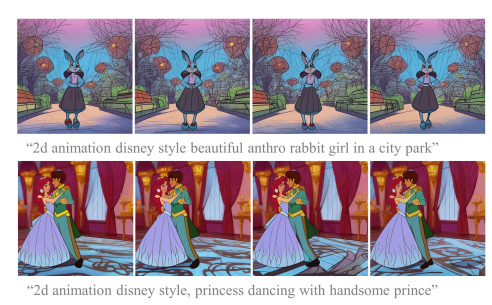 “2d animation disney style beautiful anthro rabbit girl in a city park”
“2d animation disney style, princess dancing with handsome prince”